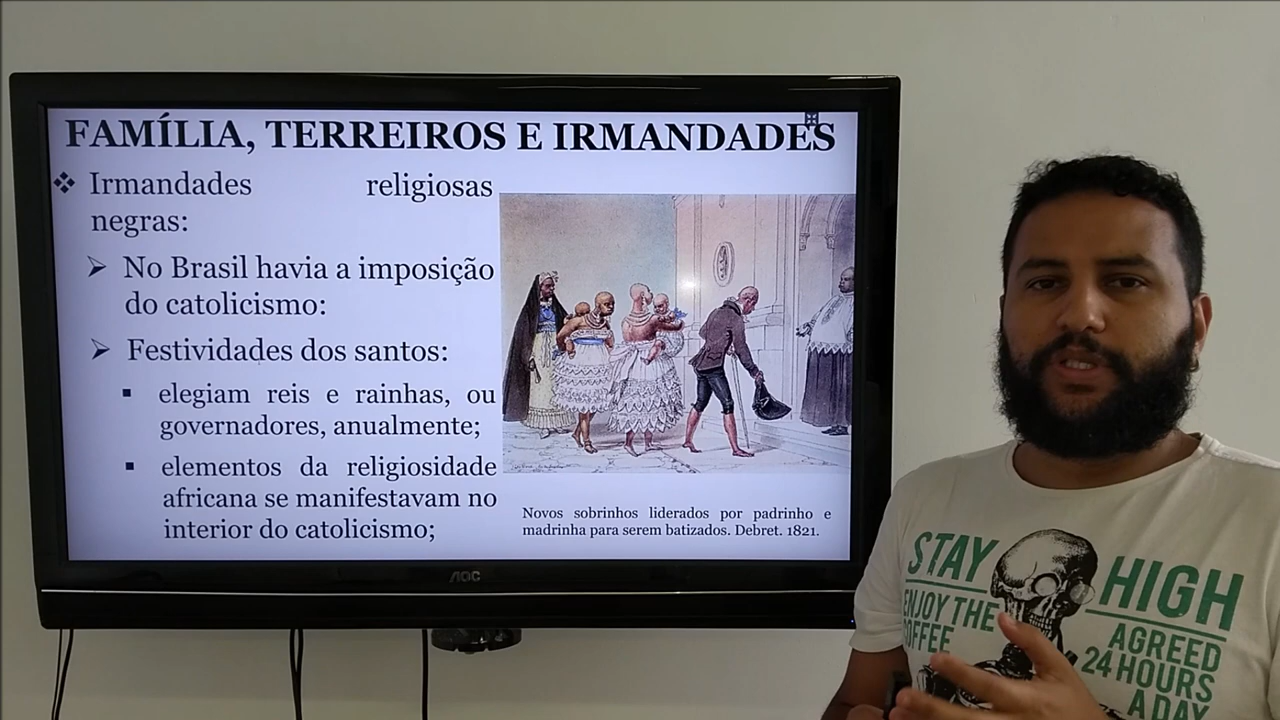 FAMÍLIA, TERREIROS E IRMANDADES
❖ Irmandades religiosas
negras:
➢ No Brasil havia a imposição
do catolicismo:
➢ Festividades dos santos:
▪ elegiam reis e rainhas, ou
governadores, anualmente;
▪ elementos da religiosidade
africana se manifestavam no
interior do catolicismo;
Novos sobrinhos liderados por padrinho e
madrinha para serem batizados. Debret. 1821.
AOC
STAY HIGH
ENJOY THE
COFFEE
AGREED
24 HOURS
A DAY